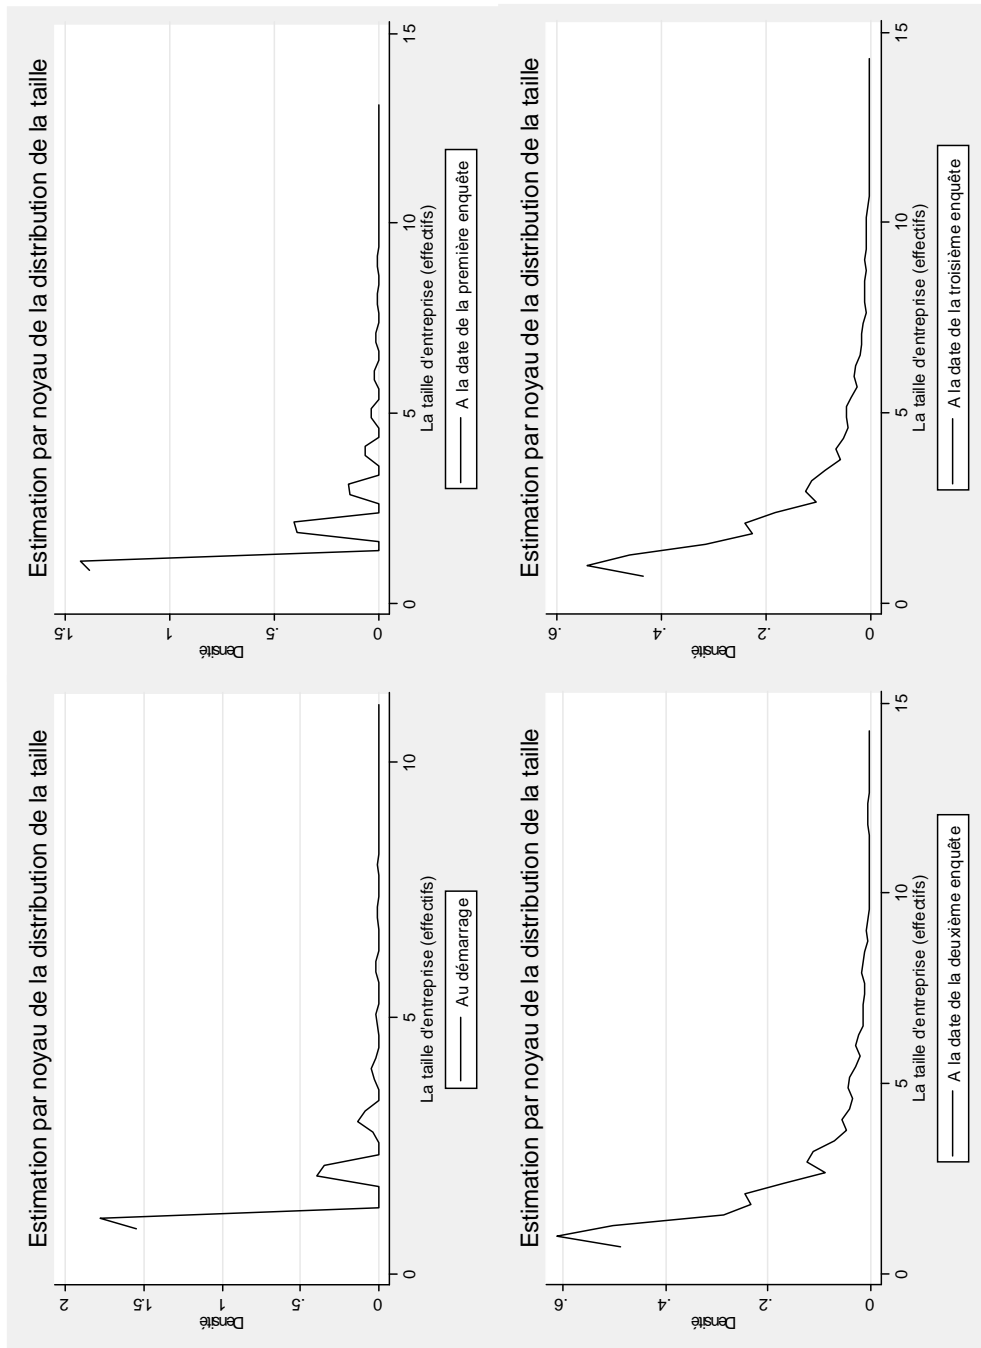 Estimation par noyau de la distribution de la taille
Densité
0 .5 1 1.5 2
0 5 10
La taille d'entreprise (effectifs)
Au démarrage
Estimation par noyau de la distribution de la taille
Densité
0 .5 1 1.5
0 5 10 15
La taille d'entreprise (effectifs)
A la date de la première enquête
Estimation par noyau de la distribution de la taille
Densité
0 .2 .4 .6
0 5 10 15
La taille d'entreprise (effectifs)
A la date de la deuxième enquête
Estimation par noyau de la distribution de la taille
Densité
0 .2 .4 .6
0 5 10 15
La taille d'entreprise (effectifs)
A la date de la troisième enquête